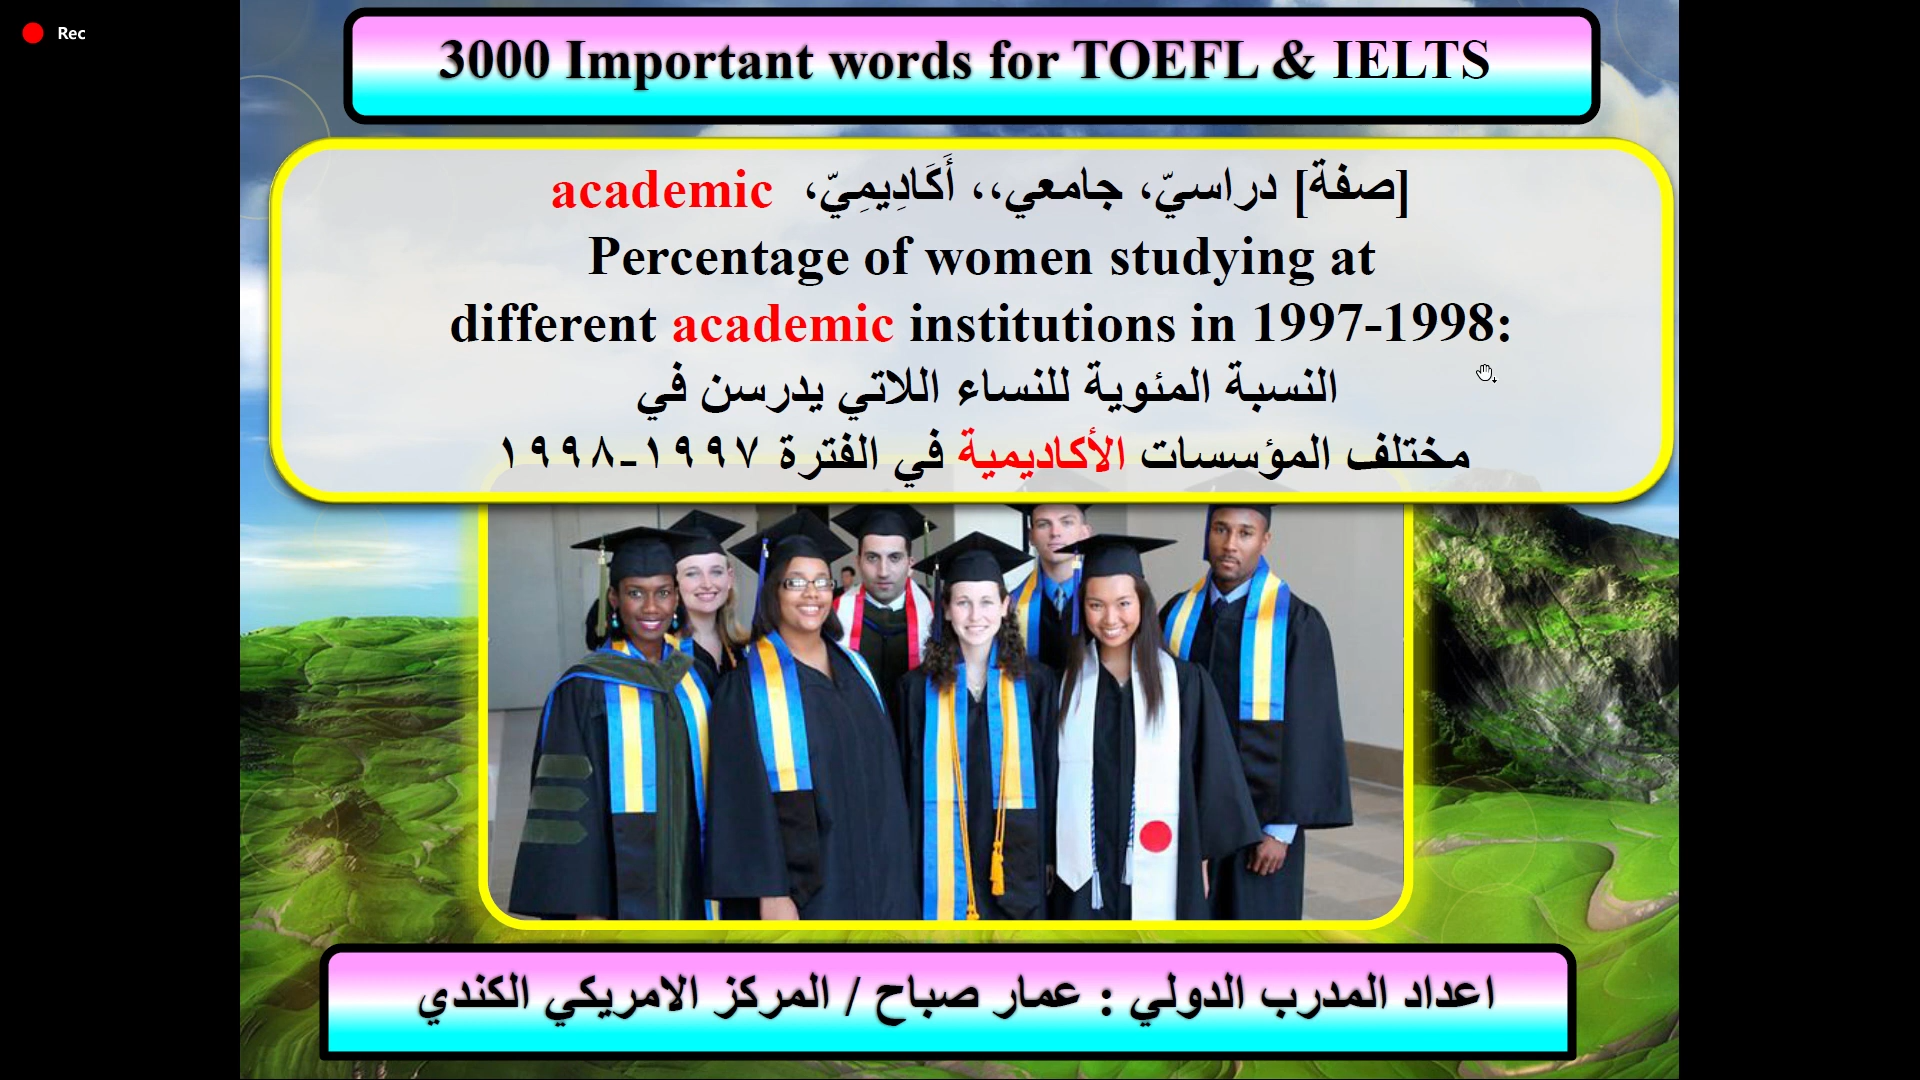 Rec
3000 Important words for TOEFL & IELTS
academic [صفة] دراسيّ، جامعي،، أَكَادِيمِيّ،
Percentage of women studying at
different academic institutions in 1997-1998:
النسبة المئوية للنساء اللاتي يدرسن في
مختلف المؤسسات الأكاديمية في الفترة ١٩٩٧-١٩٩٨
اعداد المدرب الدولي : عمار صباح / المركز الامريكي الكندي